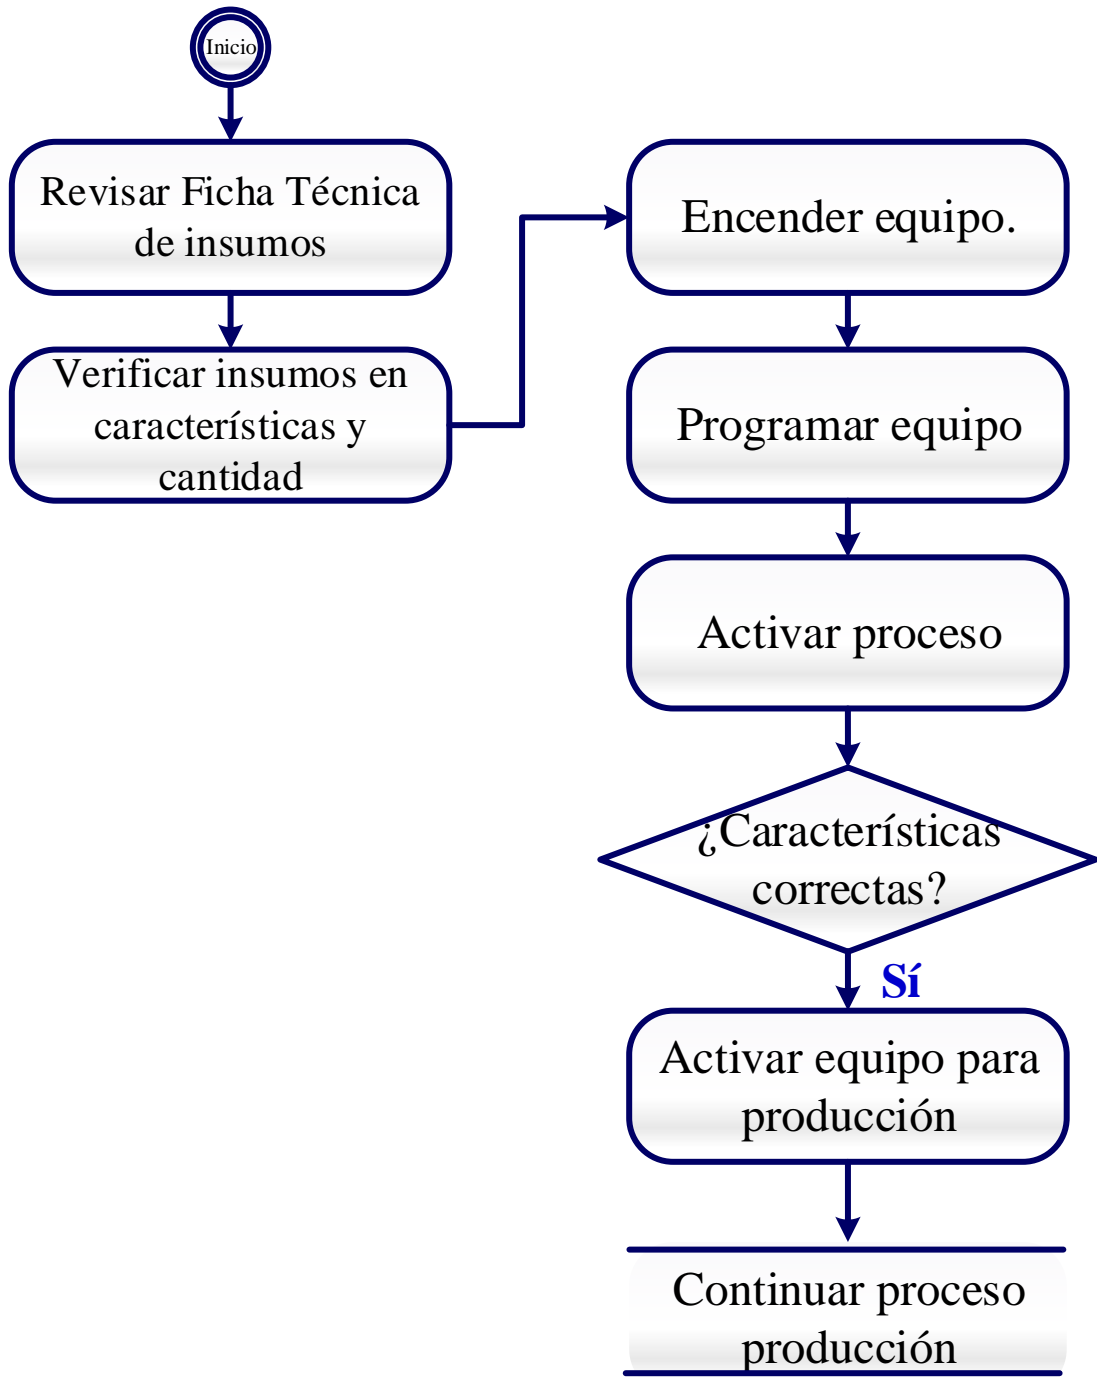 Inicio
Revisar Ficha Técnica
de insumos
Verificar insumos en
características y
cantidad
Encender equipo.
Programar equipo
Activar proceso
¿Características
correctas?
Sí
Activar equipo para
producción
Continuar proceso
producción